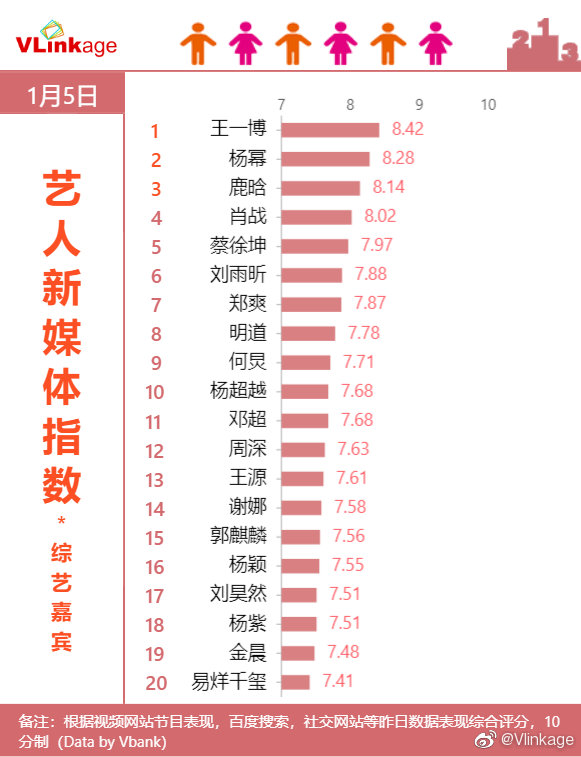 VLinkage
1
2
3
1月5日
7 8 9 10
艺人新媒体指数
*
综艺嘉宾
1 王一博 8.42
2 杨幂 8.28
3 鹿晗 8.14
4 肖战 8.02
5 蔡徐坤 7.97
6 刘雨昕 7.88
7 郑爽 7.87
8 明道 7.78
9 何炅 7.71
10 杨超越 7.68
11 邓超 7.68
12 周深 7.63
13 王源 7.61
14 谢娜 7.58
15 郭麒麟 7.56
16 杨颖 7.55
17 刘昊然 7.51
18 杨紫 7.51
19 金晨 7.48
20 易烊千玺 7.41
备注：根据视频网站节目表现，百度搜索，社交网站等昨日数据表现综合评分，10
分制（Data by Vbank)
@Vlinkage